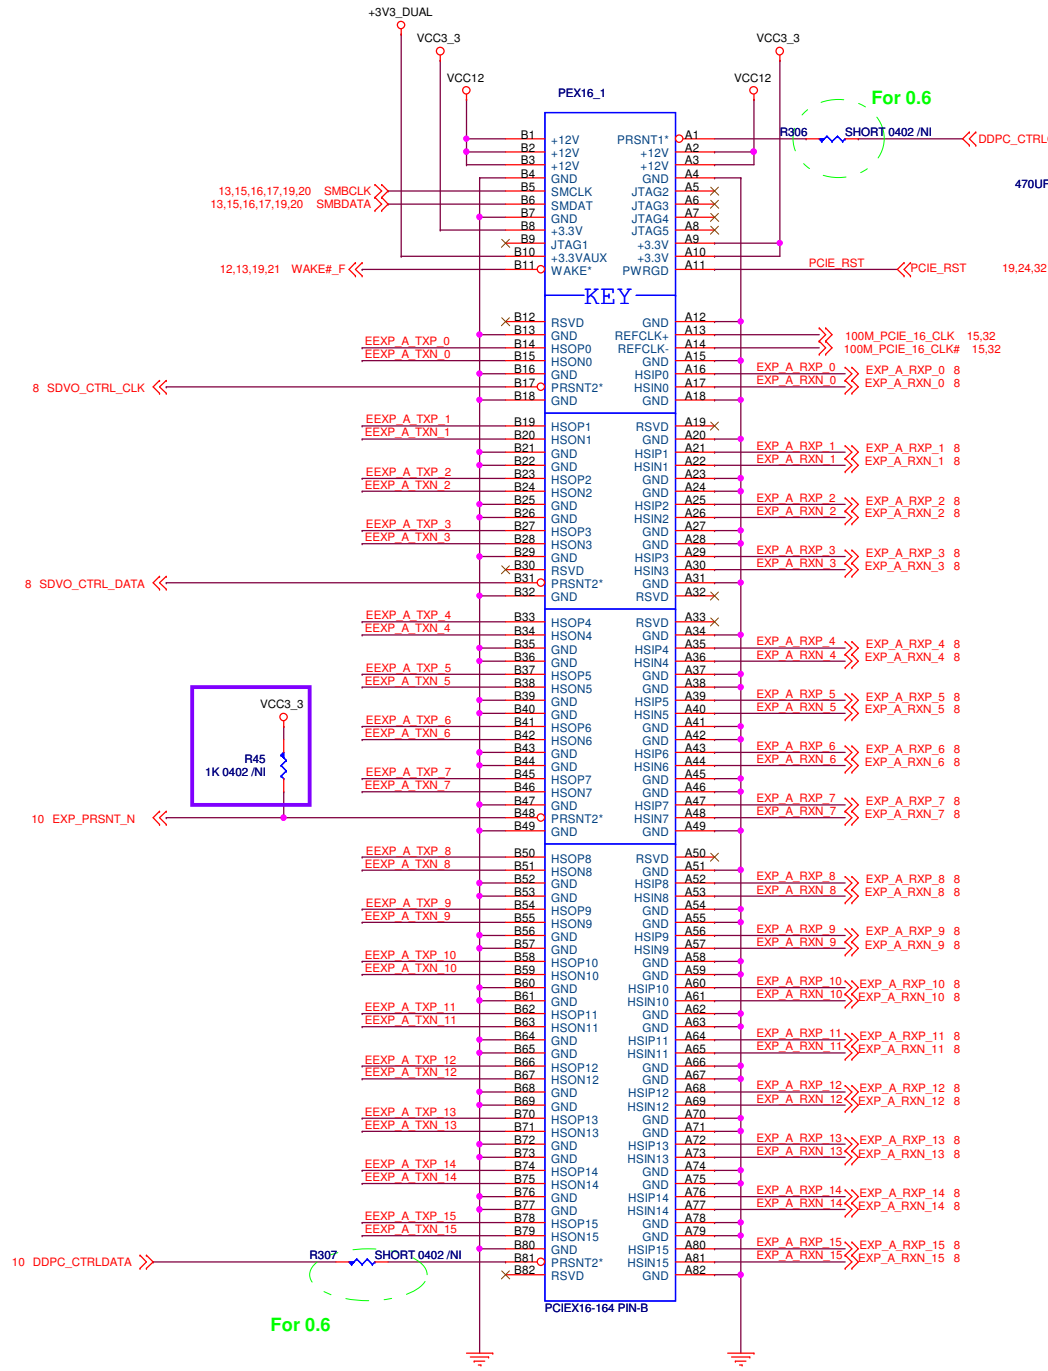 +3V3_DUAL
VCC3_3 VCC3_3
VCC12 VCC12
PEX16_1 For 0.6
R306 SHORT 0402 /NI
B1 +12V PRSNT1* A1 DDPC_CTRL
B2 +12V +12V A2
B3 +12V +12V A3
B4 GND GND A4
13,15,16,17,19,20 SMBCLK B5 SMCLK JTAG2 A5 470UF
13,15,16,17,19,20 SMBDATA B6 SMDAT JTAG3 A6
B7 GND JTAG4 A7
B8 +3.3V JTAG5 A8
B9 JTAG1 +3.3V A9
B10 +3.3VAUX +3.3V A10
12,13,19,21 WAKE#_F B11 WAKE* PWRGD A11 PCIE_RST PCIE_RST 19,24,32
KEY
B12 RSVD GND A12
B13 GND REFCLK+ A13 100M_PCIE_16_CLK 15,32
EEXP_A_TXP_0 B14 HSOP0 REFCLK- A14 100M_PCIE_16_CLK# 15,32
EEXP_A_TXN_0 B15 HSON0 GND A15
B16 GND HSIP0 A16 EXP_A_RXP_0 EXP_A_RXP_0 8
8 SDVO_CTRL_CLK B17 PRSNT2* HSIN0 A17 EXP_A_RXN_0 EXP_A_RXN_0 8
B18 GND GND A18
EEXP_A_TXP_1 B19 HSOP1 RSVD A19
EEXP_A_TXN_1 B20 HSON1 GND A20
B21 GND HSIP1 A21 EXP_A_RXP_1 EXP_A_RXP_1 8
B22 GND HSIN1 A22 EXP_A_RXN_1 EXP_A_RXN_1 8
EEXP_A_TXP_2 B23 HSOP2 GND A23
EEXP_A_TXN_2 B24 HSON2 GND A24
B25 GND HSIP2 A25 EXP_A_RXP_2 EXP_A_RXP_2 8
B26 GND HSIN2 A26 EXP_A_RXN_2 EXP_A_RXN_2 8
EEXP_A_TXP_3 B27 HSOP3 GND A27
EEXP_A_TXN_3 B28 HSON3 GND A28
B29 GND HSIP3 A29 EXP_A_RXP_3 EXP_A_RXP_3 8
B30 RSVD HSIN3 A30 EXP_A_RXN_3 EXP_A_RXN_3 8
8 SDVO_CTRL_DATA B31 PRSNT2* GND A31
B32 GND RSVD A32
EEXP_A_TXP_4 B33 HSOP4 RSVD A33
EEXP_A_TXN_4 B34 HSON4 GND A34
B35 GND HSIP4 A35 EXP_A_RXP_4 EXP_A_RXP_4 8
B36 GND HSIN4 A36 EXP_A_RXN_4 EXP_A_RXN_4 8
EEXP_A_TXP_5 B37 HSOP5 GND A37
EEXP_A_TXN_5 B38 HSON5 GND A38
B39 GND HSIP5 A39 EXP_A_RXP_5 EXP_A_RXP_5 8
VCC3_3 B40 GND HSIN5 A40 EXP_A_RXN_5 EXP_A_RXN_5 8
EEXP_A_TXP_6 B41 HSOP6 GND A41
EEXP_A_TXN_6 B42 HSON6 GND A42
B43 GND HSIP6 A43 EXP_A_RXP_6 EXP_A_RXP_6 8
R45 B44 GND HSIN6 A44 EXP_A_RXN_6 EXP_A_RXN_6 8
1K 0402 /NI EEXP_A_TXP_7 B45 HSOP7 GND A45
EEXP_A_TXN_7 B46 HSON7 GND A46
B47 GND HSIP7 A47 EXP_A_RXP_7 EXP_A_RXP_7 8
10 EXP_PRSNT_N B48 PRSNT2* HSIN7 A48 EXP_A_RXN_7 EXP_A_RXN_7 8
B49 GND GND A49
EEXP_A_TXP_8 B50 HSOP8 RSVD A50
EEXP_A_TXN_8 B51 HSON8 GND A51
B52 GND HSIP8 A52 EXP_A_RXP_8 EXP_A_RXP_8 8
B53 GND HSIN8 A53 EXP_A_RXN_8 EXP_A_RXN_8 8
EEXP_A_TXP_9 B54 HSOP9 GND A54
EEXP_A_TXN_9 B55 HSON9 GND A55
B56 GND HSIP9 A56 EXP_A_RXP_9 EXP_A_RXP_9 8
B57 GND HSIN9 A57 EXP_A_RXN_9 EXP_A_RXN_9 8
EEXP_A_TXP_10 B58 HSOP10 GND A58
EEXP_A_TXN_10 B59 HSON10 GND A59
B60 GND HSIP10 A60 EXP_A_RXP_10 EXP_A_RXP_10 8
B61 GND HSIN10 A61 EXP_A_RXN_10 EXP_A_RXN_10 8
EEXP_A_TXP_11 B62 HSOP11 GND A62
EEXP_A_TXN_11 B63 HSON11 GND A63
B64 GND HSIP11 A64 EXP_A_RXP_11 EXP_A_RXP_11 8
B65 GND HSIN11 A65 EXP_A_RXN_11 EXP_A_RXN_11 8
EEXP_A_TXP_12 B66 HSOP12 GND A66
EEXP_A_TXN_12 B67 HSON12 GND A67
B68 GND HSIP12 A68 EXP_A_RXP_12 EXP_A_RXP_12 8
B69 GND HSIN12 A69 EXP_A_RXN_12 EXP_A_RXN_12 8
EEXP_A_TXP_13 B70 HSOP13 GND A70
EEXP_A_TXN_13 B71 HSON13 GND A71
B72 GND HSIP13 A72 EXP_A_RXP_13 EXP_A_RXP_13 8
B73 GND HSIN13 A73 EXP_A_RXN_13 EXP_A_RXN_13 8
EEXP_A_TXP_14 B74 HSOP14 GND A74
EEXP_A_TXN_14 B75 HSON14 GND A75
B76 GND HSIP14 A76 EXP_A_RXP_14 EXP_A_RXP_14 8
B77 GND HSIN14 A77 EXP_A_RXN_14 EXP_A_RXN_14 8
EEXP_A_TXP_15 B78 HSOP15 GND A78
EEXP_A_TXN_15 B79 HSON15 GND A79
B80 GND HSIP15 A80 EXP_A_RXP_15 EXP_A_RXP_15 8
10 DDPC_CTRLDATA R307 SHORT 0402 /NI B81 PRSNT2* HSIN15 A81 EXP_A_RXN_15 EXP_A_RXN_15 8
B82 RSVD GND A82
PCIEX16-164 PIN-B
For 0.6